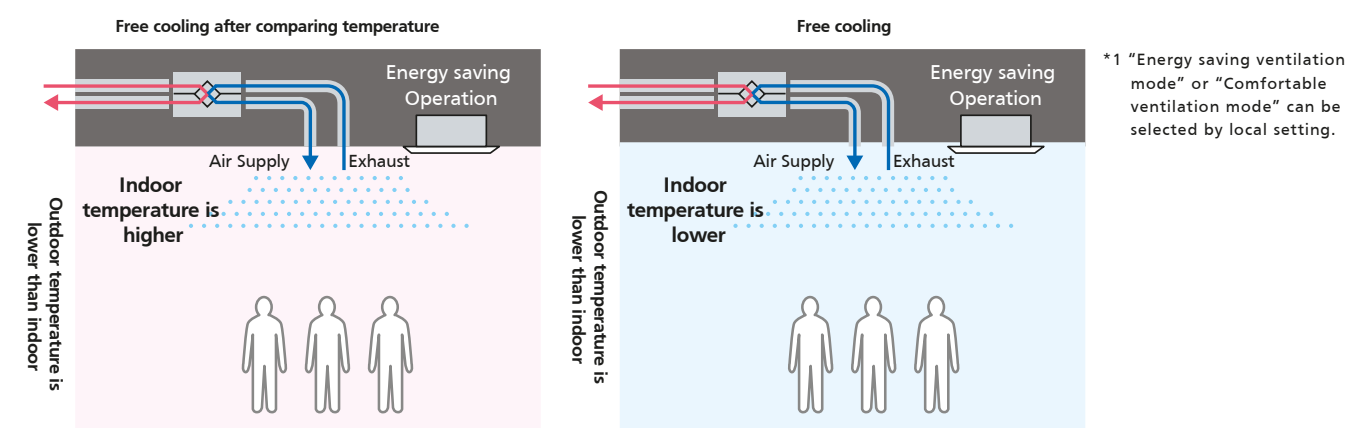 Free cooling after comparing temperature
Energy saving
Operation
Air Supply
Exhaust
Indoor
temperature is
higher
Outdoor temperature is
lower than indoor
Free cooling
Energy saving
Operation
Air Supply
Exhaust
Indoor
temperature is
lower
Outdoor temperature is
lower than indoor
*1 “Energy saving ventilation
mode” or “Comfortable
ventilation mode” can be
selected by local setting.